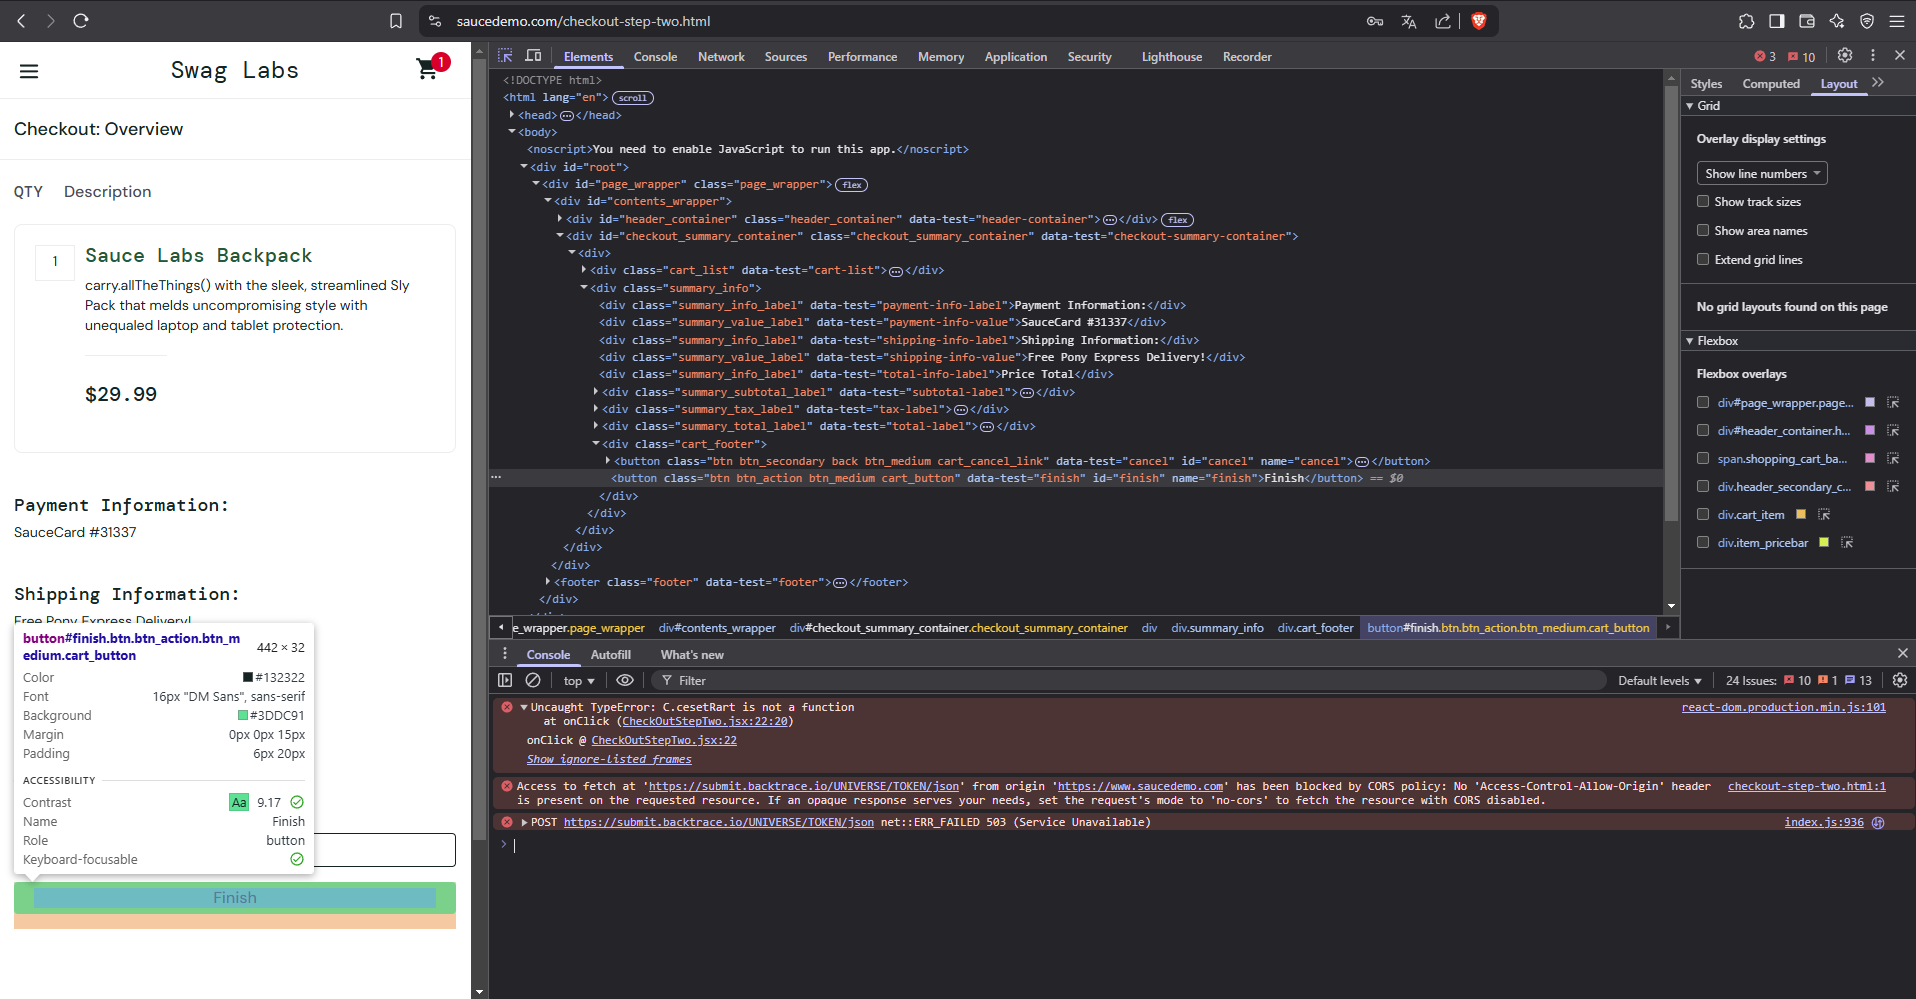 saucedemo.com/checkout-step-two.html
Swag Labs
1
Checkout: Overview
QTY Description
1
Sauce Labs Backpack
carry.allTheThings() with the sleek, streamlined Sly
Pack that melds uncompromising style with
unequaled laptop and tablet protection.
$29.99
Payment Information:
SauceCard #31337
Shipping Information:
Free Pony Express Delivery!
button#finish.btn.btn_action.btn_m
edium.cart_button
442 × 32
Color #132322
Font 16px "DM Sans", sans-serif
Background #3DDC91
Margin 0px 0px 15px
Padding 6px 20px
ACCESSIBILITY
Contrast Aa 9.17
Name Finish
Role button
Keyboard-focusable
Finish
Elements Console Network Sources Performance Memory Application Security Lighthouse Recorder 3 10
<!DOCTYPE html>
<html lang="en"> scroll
<head> ⋯ </head>
<body>
<noscript>You need to enable JavaScript to run this app.</noscript>
<div id="root">
<div id="page_wrapper" class="page_wrapper"> flex
<div id="contents_wrapper">
<div id="header_container" class="header_container" data-test="header-container"> ⋯ </div> flex
<div id="checkout_summary_container" class="checkout_summary_container" data-test="checkout-summary-container">
<div>
<div class="cart_list" data-test="cart-list"> ⋯ </div>
<div class="summary_info">
<div class="summary_info_label" data-test="payment-info-label">Payment Information:</div>
<div class="summary_value_label" data-test="payment-info-value">SauceCard #31337</div>
<div class="summary_info_label" data-test="shipping-info-label">Shipping Information:</div>
<div class="summary_value_label" data-test="shipping-info-value">Free Pony Express Delivery!</div>
<div class="summary_info_label" data-test="total-info-label">Price Total</div>
<div class="summary_subtotal_label" data-test="subtotal-label"> ⋯ </div>
<div class="summary_tax_label" data-test="tax-label"> ⋯ </div>
<div class="summary_total_label" data-test="total-label"> ⋯ </div>
<div class="cart_footer">
<button class="btn btn_secondary back btn_medium cart_cancel_link" data-test="cancel" id="cancel" name="cancel"> ⋯ </button>
<button class="btn btn_action btn_medium cart_button" data-test="finish" id="finish" name="finish">Finish</button> == $0
</div>
</div>
</div>
</div>
</div>
<footer class="footer" data-test="footer"> ⋯ </footer>
</div>
e_wrapper.page_wrapper div#contents_wrapper div#checkout_summary_container.checkout_summary_container div div.summary_info div.cart_footer button#finish.btn.btn_action.btn_medium.cart_button
Styles Computed Layout
Grid
Overlay display settings
Show line numbers
Show track sizes
Show area names
Extend grid lines
No grid layouts found on this page
Flexbox
Flexbox overlays
div#page_wrapper.page...
div#header_container.h...
span.shopping_cart_ba...
div.header_secondary_c...
div.cart_item
div.item_pricebar
Console Autofill What's new
top Filter Default levels 24 Issues: 10 1 13
Uncaught TypeError: C.cesetRart is not a function react-dom.production.min.js:101
at onClick (CheckOutStepTwo.jsx:22:20)
onClick @ CheckOutStepTwo.jsx:22
Show ignore-listed frames
Access to fetch at 'https://submit.backtrace.io/UNIVERSE/TOKEN/json' from origin 'https://www.saucedemo.com' has been blocked by CORS policy: No 'Access-Control-Allow-Origin' header checkout-step-two.html:1
is present on the requested resource. If an opaque response serves your needs, set the request's mode to 'no-cors' to fetch the resource with CORS disabled.
POST https://submit.backtrace.io/UNIVERSE/TOKEN/json net::ERR_FAILED 503 (Service Unavailable) index.js:936